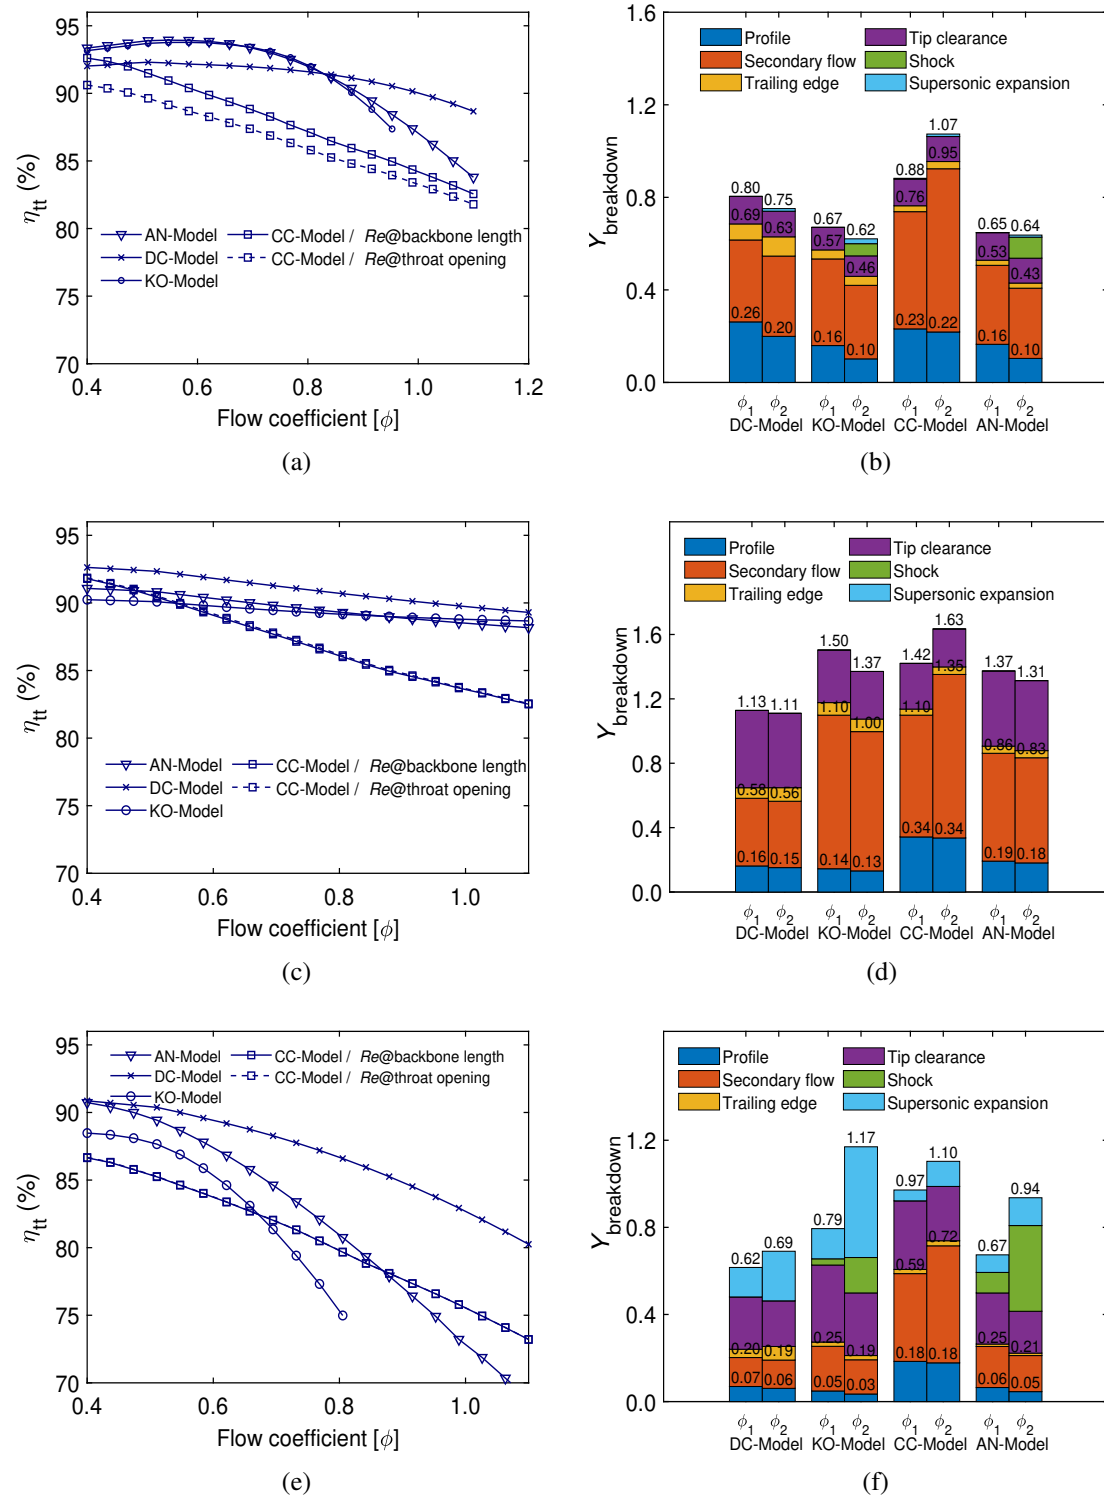 95
90
85
80
75
70
η_tt (%)
AN-Model
DC-Model
KO-Model
CC-Model / Re@backbone length
CC-Model / Re@throat opening
0.4 0.6 0.8 1.0 1.2
Flow coefficient [ϕ]
(a)
1.6
1.2
0.8
0.4
0.0
Y_breakdown
Profile
Secondary flow
Trailing edge
Tip clearance
Shock
Supersonic expansion
0.80 0.75 0.67 0.62 0.88 1.07 0.65 0.64
0.69 0.63 0.57 0.46 0.76 0.95 0.53 0.43
0.26 0.20 0.16 0.10 0.23 0.22 0.16 0.10
ϕ1 ϕ2 ϕ1 ϕ2 ϕ1 ϕ2 ϕ1 ϕ2
DC-Model KO-Model CC-Model AN-Model
(b)
95
90
85
80
75
70
η_tt (%)
AN-Model
DC-Model
KO-Model
CC-Model / Re@backbone length
CC-Model / Re@throat opening
0.4 0.6 0.8 1.0
Flow coefficient [ϕ]
(c)
1.6
1.2
0.8
0.4
0.0
Y_breakdown
Profile
Secondary flow
Trailing edge
Tip clearance
Shock
Supersonic expansion
1.13 1.11 1.50 1.37 1.42 1.63 1.37 1.31
0.58 0.56 1.10 1.00 1.10 1.35 0.86 0.83
0.16 0.15 0.14 0.13 0.34 0.34 0.19 0.18
ϕ1 ϕ2 ϕ1 ϕ2 ϕ1 ϕ2 ϕ1 ϕ2
DC-Model KO-Model CC-Model AN-Model
(d)
95
90
85
80
75
70
η_tt (%)
AN-Model
DC-Model
KO-Model
CC-Model / Re@backbone length
CC-Model / Re@throat opening
0.4 0.6 0.8 1.0
Flow coefficient [ϕ]
(e)
1.2
0.8
0.4
0.0
Y_breakdown
Profile
Secondary flow
Trailing edge
Tip clearance
Shock
Supersonic expansion
0.62 0.69 0.79 1.17 0.97 1.10 0.67 0.94
0.20 0.19 0.25 0.19 0.59 0.72 0.25 0.21
0.07 0.06 0.05 0.03 0.18 0.18 0.06 0.05
ϕ1 ϕ2 ϕ1 ϕ2 ϕ1 ϕ2 ϕ1 ϕ2
DC-Model KO-Model CC-Model AN-Model
(f)